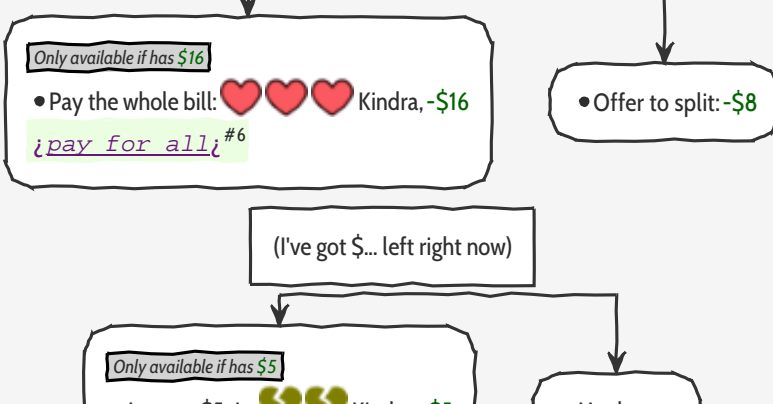 Only available if has $16
Pay the whole bill: Kindra, -$16
¿pay for all¿#6
Offer to split: -$8
(I've got $... left right now)
Only available if has $5